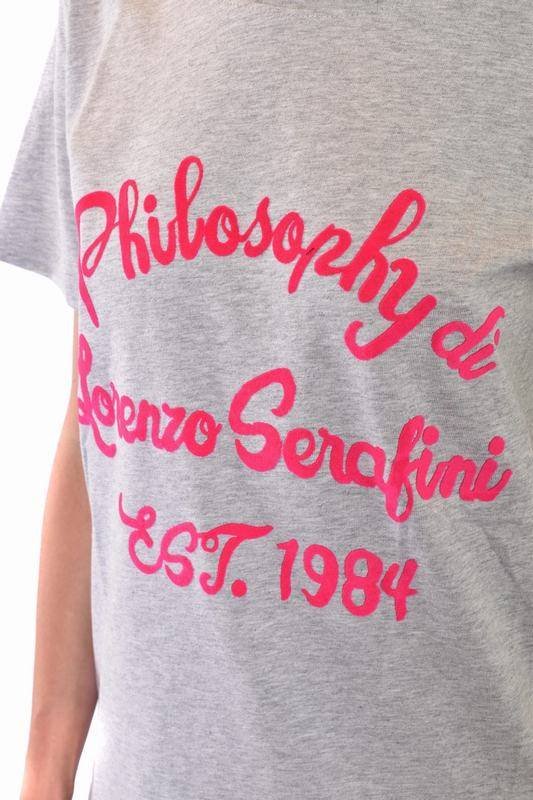 Philosophy di
Lorenzo Serafini
EST. 1984